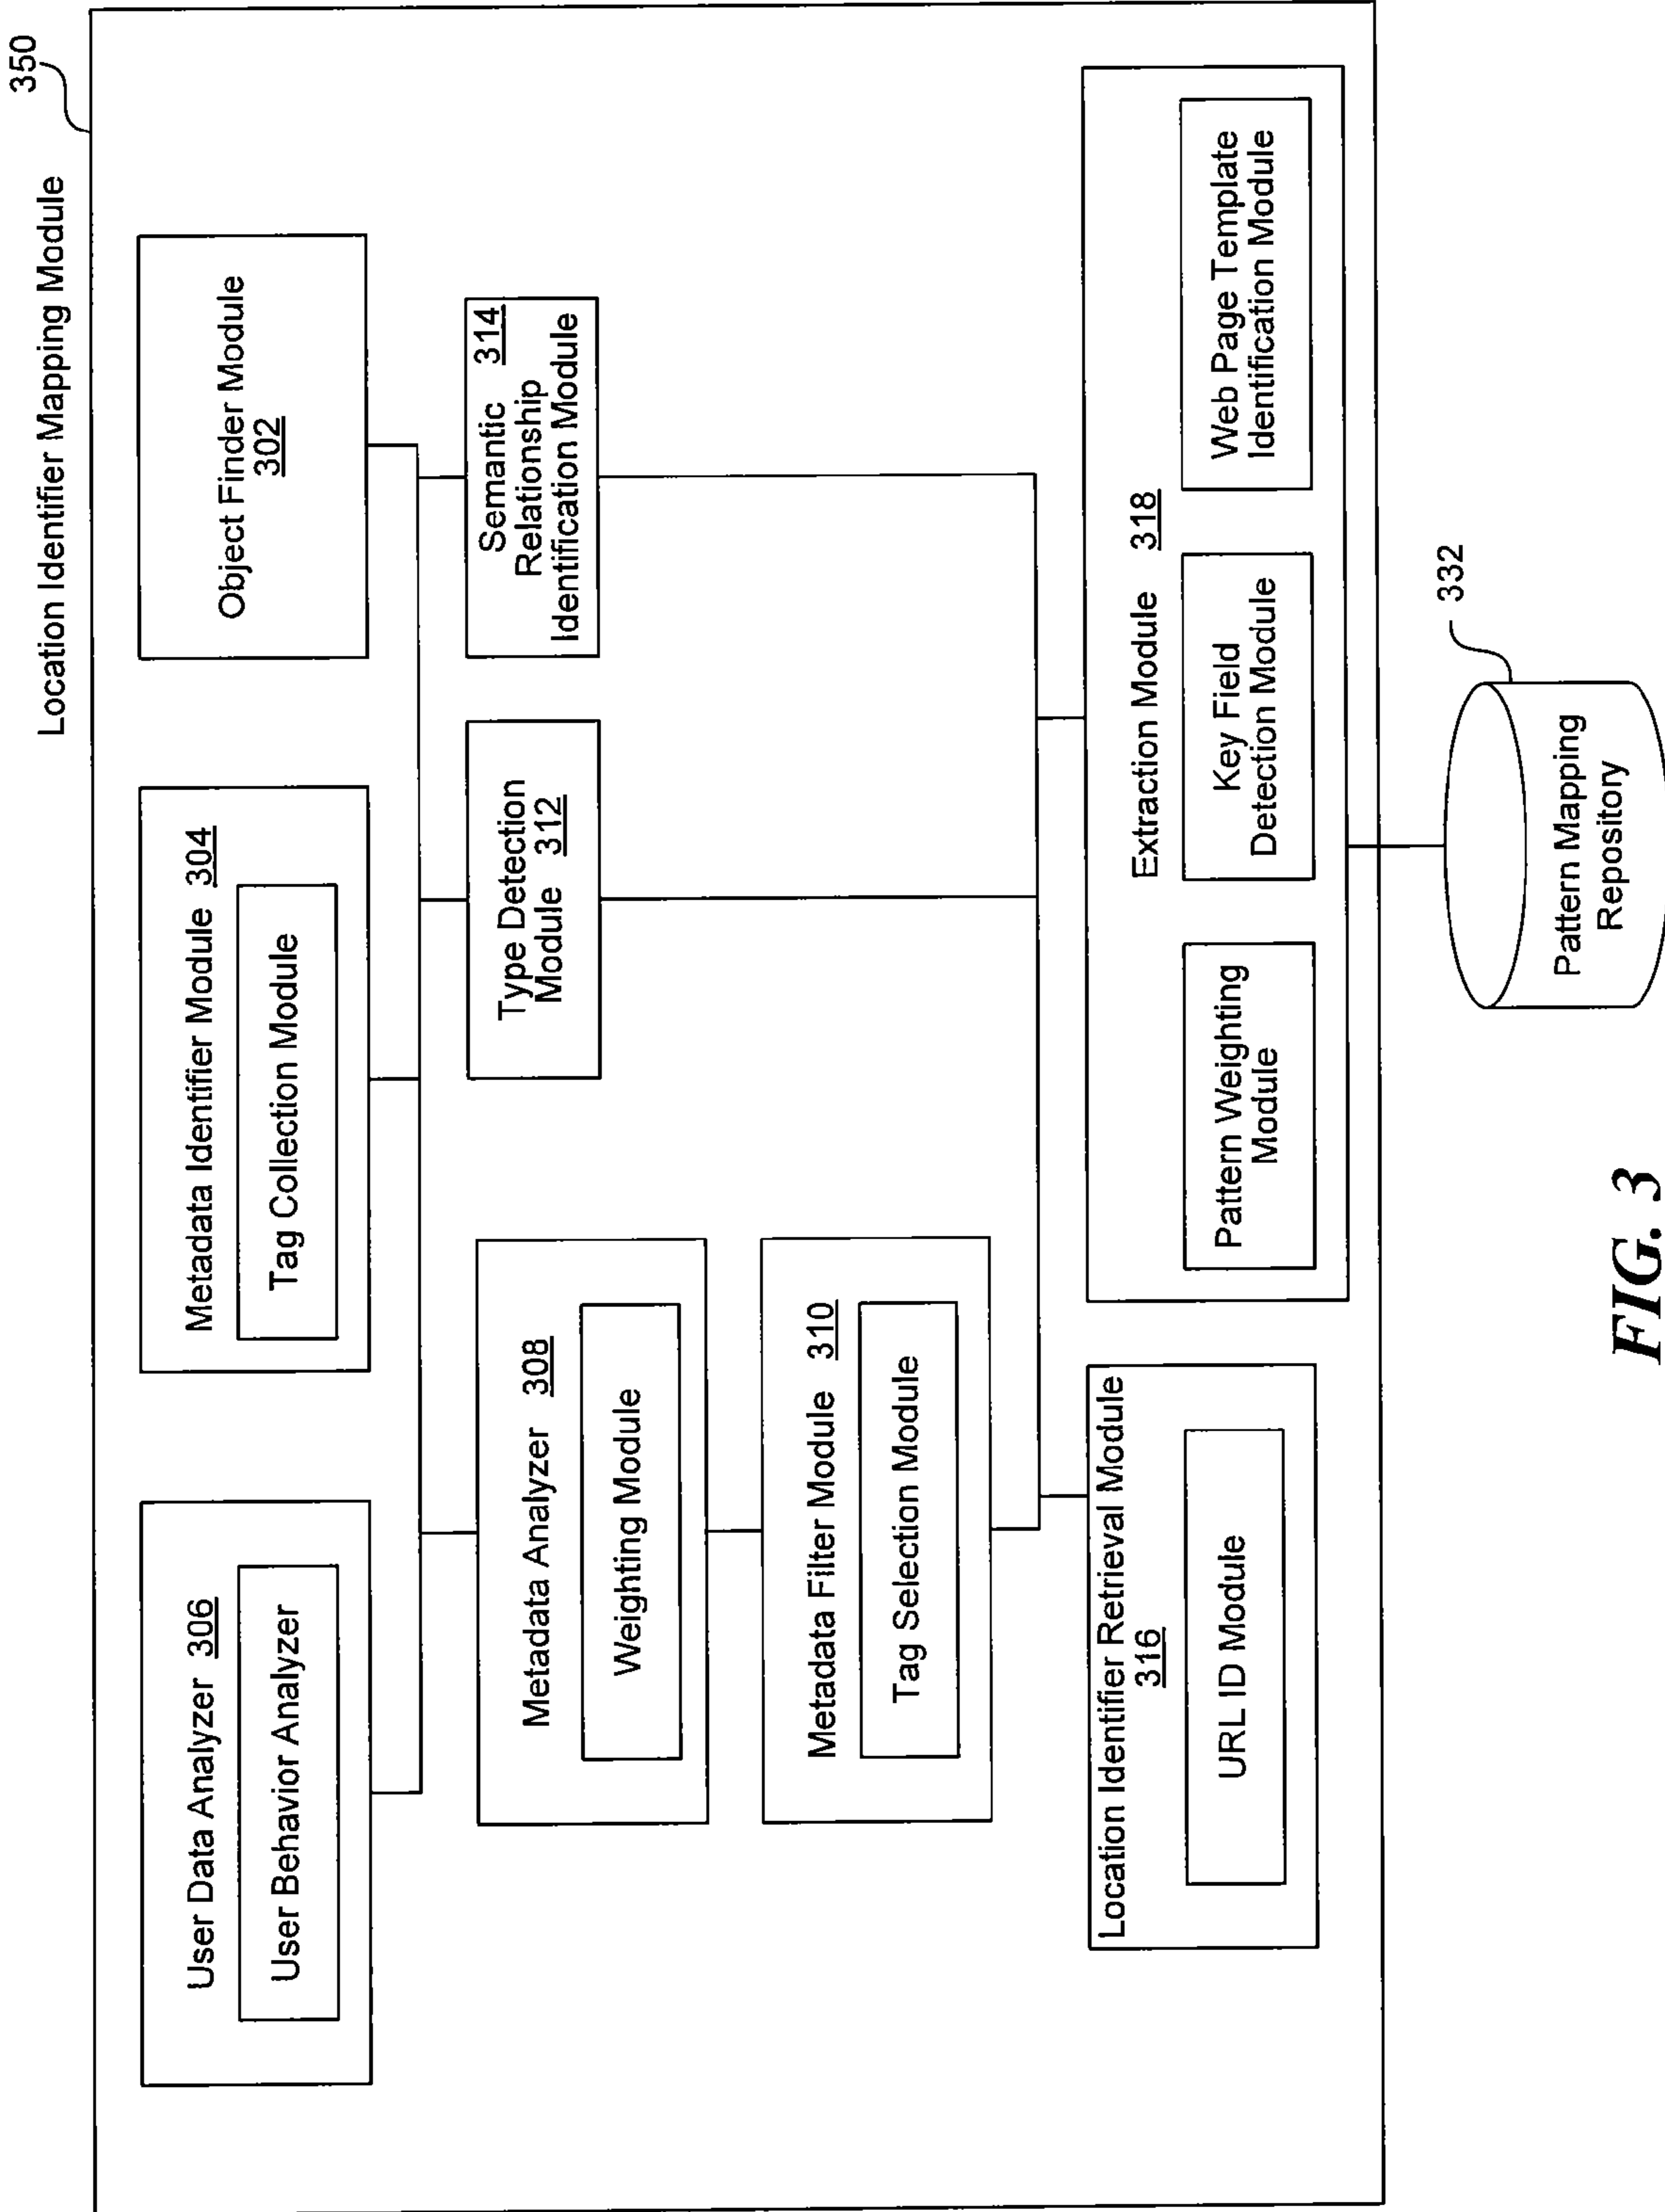 Location Identifier Mapping Module
350
User Data Analyzer 306
User Behavior Analyzer
Metadata Identifier Module 304
Tag Collection Module
Object Finder Module
302
Metadata Analyzer 308
Weighting Module
Type Detection
Module 312
Semantic 314
Relationship
Identification Module
Metadata Filter Module 310
Tag Selection Module
Location Identifier Retrieval Module
316
URL ID Module
Extraction Module 318
Pattern Weighting
Module
Key Field
Detection Module
Web Page Template
Identification Module
332
Pattern Mapping
Repository
FIG. 3